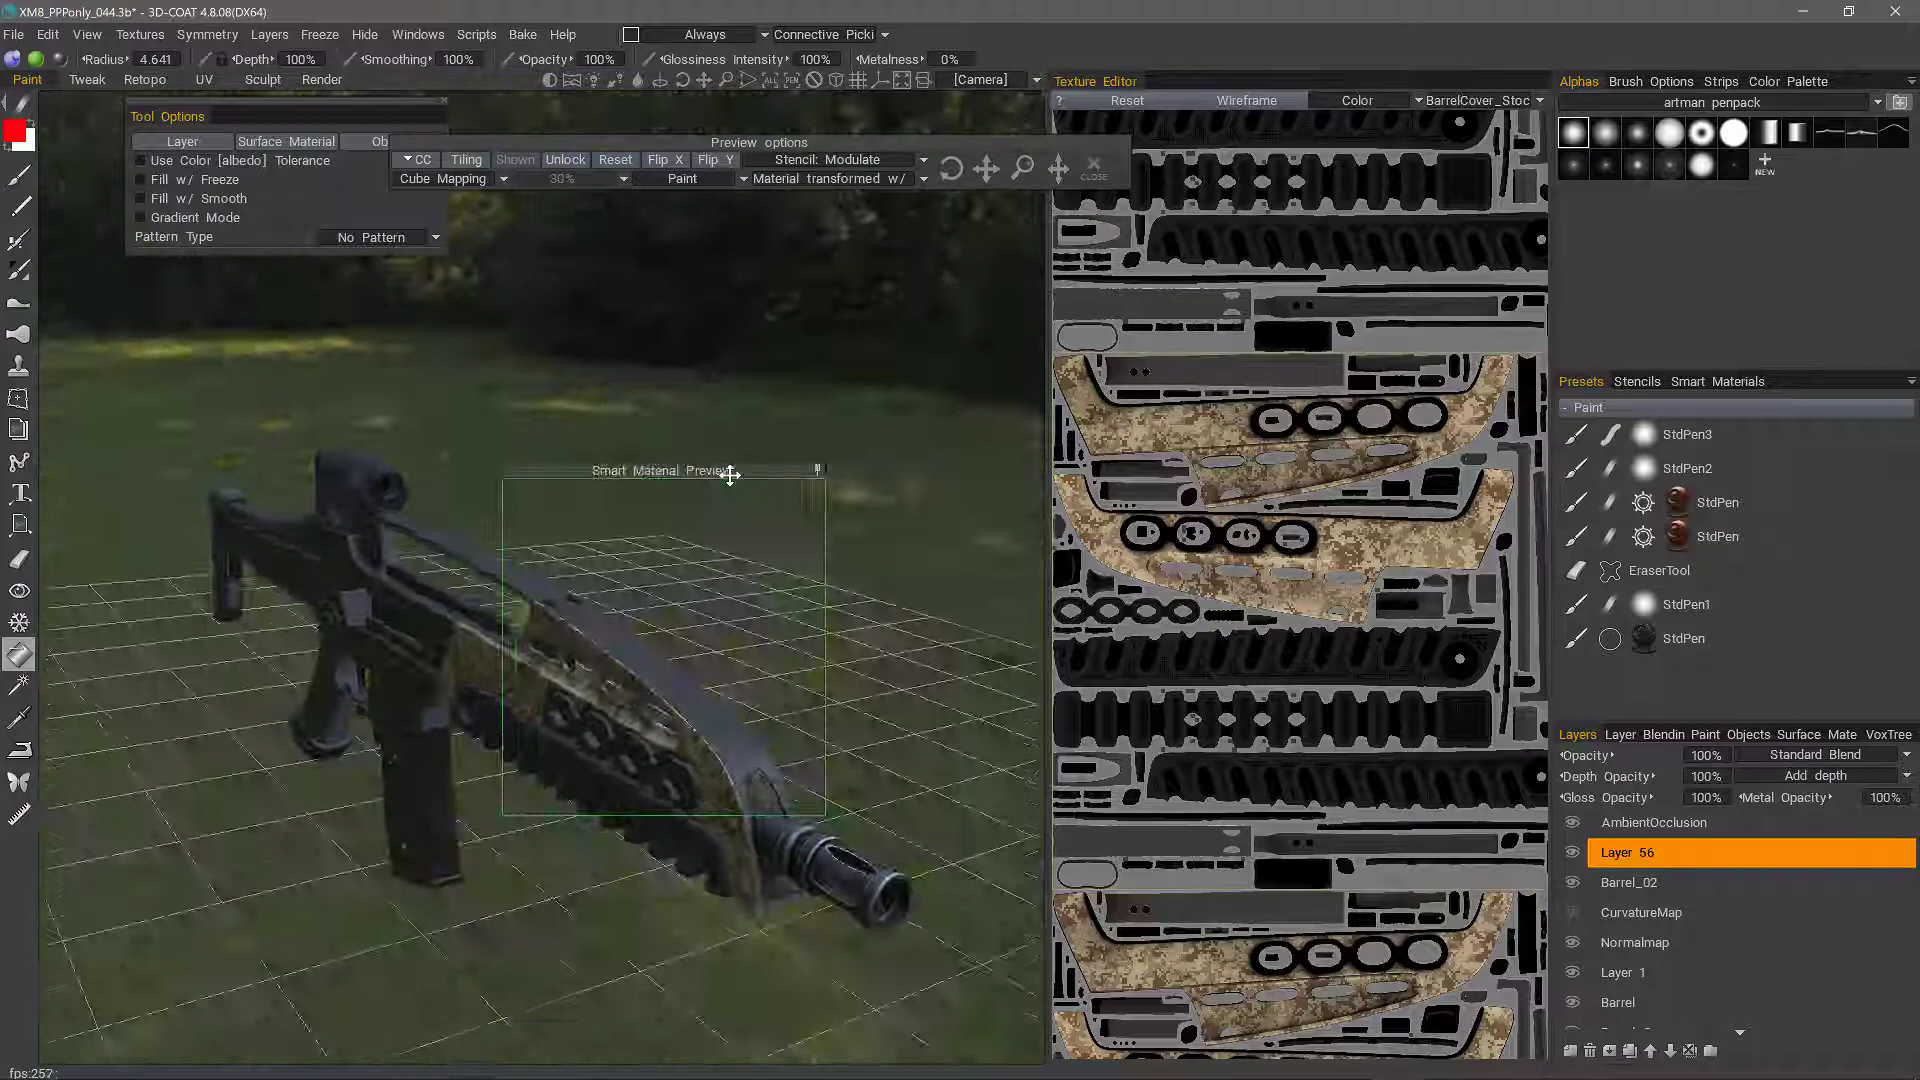 XM8_PPPonly_044.3b* - 3D-COAT 4.8.08(DX64)
File Edit View Textures Symmetry Layers Freeze Hide Windows Scripts Bake Help Always Connective Picki
Radius 4.641 Depth 100% Smoothing 100% Opacity 100% Glossiness Intensity 100% Metalness 0%
Paint Tweak Retopo UV Sculpt Render ALL PEN [Camera]
Texture Editor
? Reset Wireframe Color BarrelCover_Stoc
Tool Options
Layer Surface Material Ob
Use Color [albedo] Tolerance
Fill w/ Freeze
Fill w/ Smooth
Gradient Mode
Pattern Type No Pattern
Preview options
CC Tiling Shown Unlock Reset Flip X Flip Y Stencil: Modulate
Cube Mapping 30% Paint Material transformed w/
CLOSE
Smart Material Preview
Alphas Brush Options Strips Color Palette
artman penpack
NEW
Presets Stencils Smart Materials
- Paint
StdPen3
StdPen2
StdPen
StdPen
EraserTool
StdPen1
StdPen
Layers Layer Blendin Paint Objects Surface Mate VoxTree
Opacity 100% Standard Blend
Depth Opacity 100% Add depth
Gloss Opacity 100% Metal Opacity 100%
AmbientOcclusion
Layer 56
Barrel_02
CurvatureMap
Normalmap
Layer 1
Barrel
fps:257